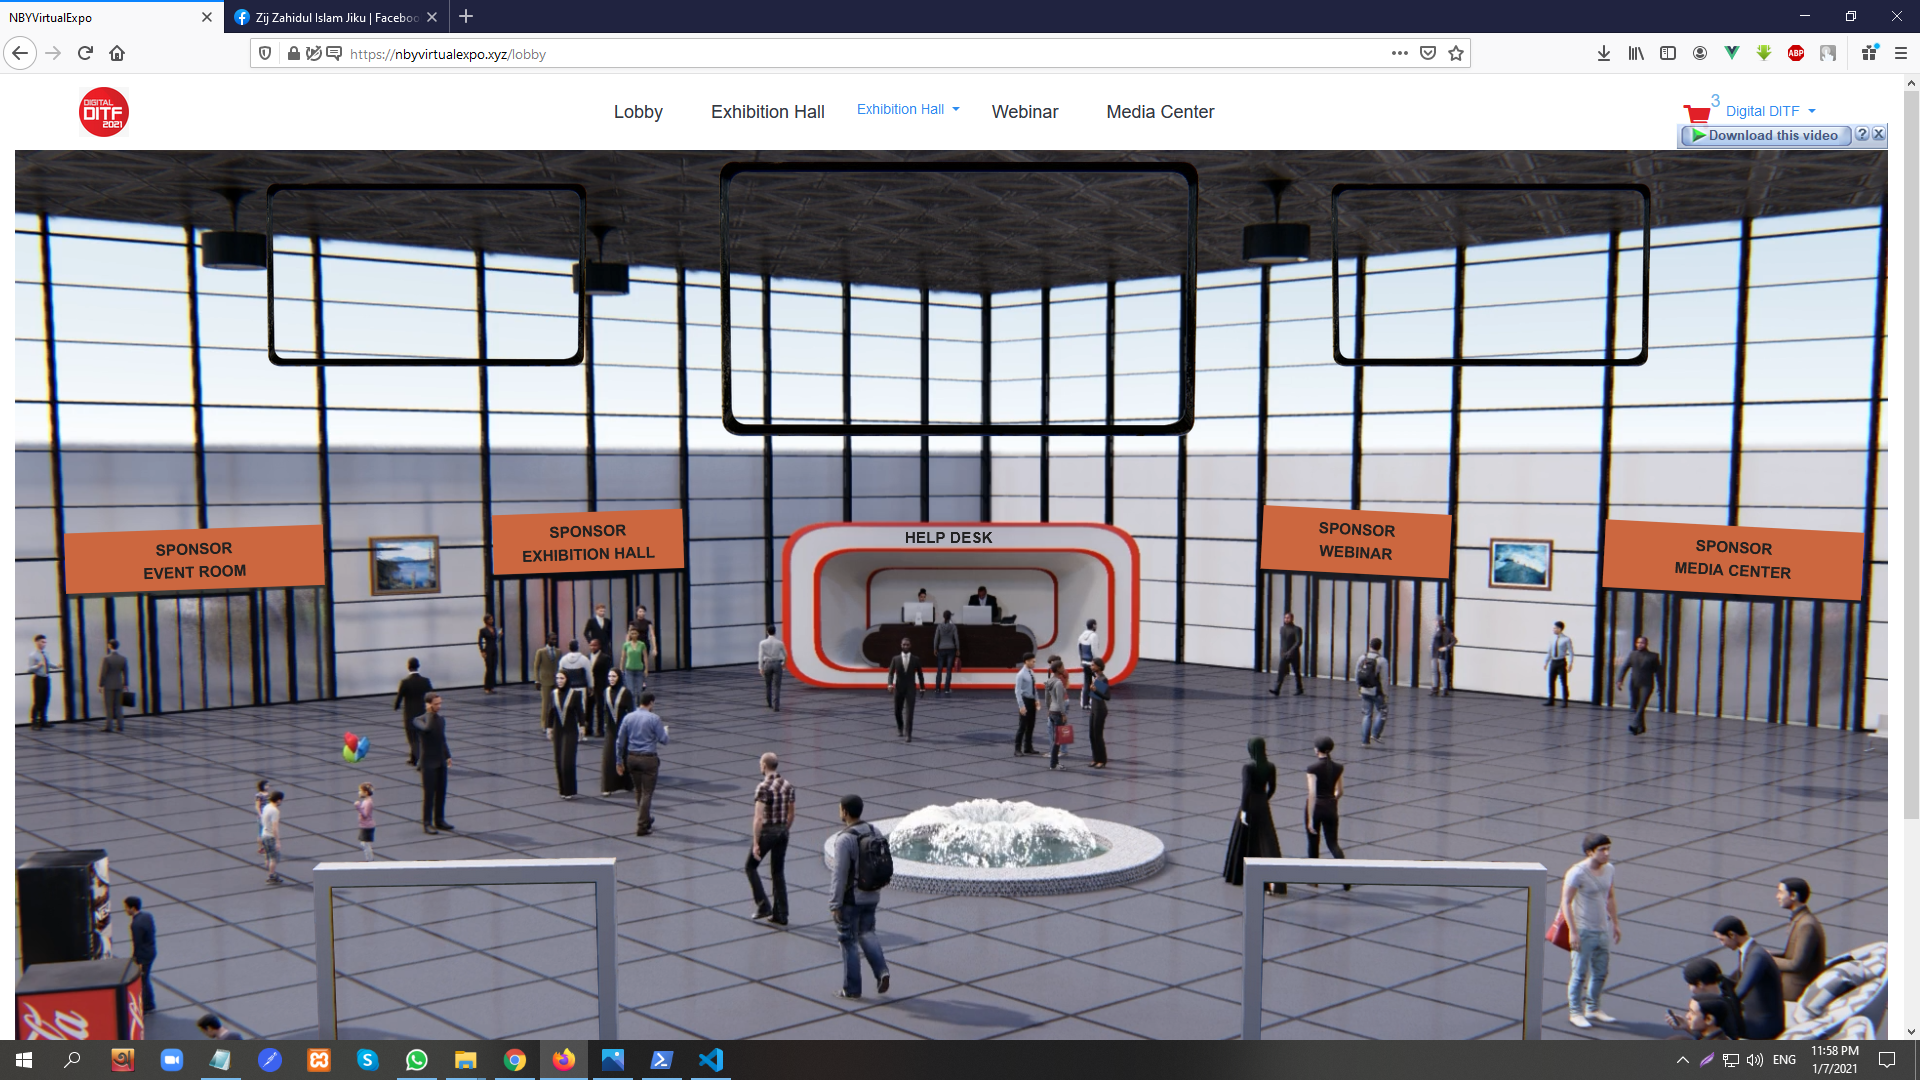 NBYVirtualExpo
Zij Zahidul Islam Jiku | Faceboo
https://nbyvirtualexpo.xyz/lobby
ABP
DIGITAL
DITF
2021
Lobby
Exhibition Hall
Exhibition Hall
Webinar
Media Center
3
Digital DITF
Download this video
?
SPONSOR
EVENT ROOM
SPONSOR
EXHIBITION HALL
HELP DESK
SPONSOR
WEBINAR
SPONSOR
MEDIA CENTER
ENG
11:58 PM
1/7/2021